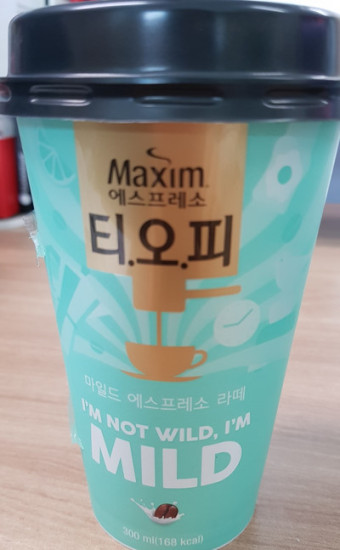 Maxim
에스프레소
티.오.피
마일드 에스프레소 라떼
I'M NOT WILD, I'M
MILD
300 ml(168 kcal)